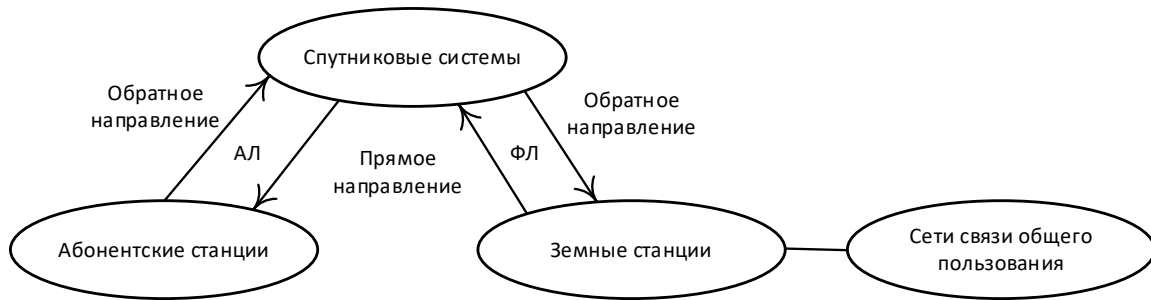 Спутниковые системы
Обратное
направление
Обратное
направление
АЛ
Прямое
направление
ФЛ
Абонентские станции
Земные станции
Сети связи общего
пользования